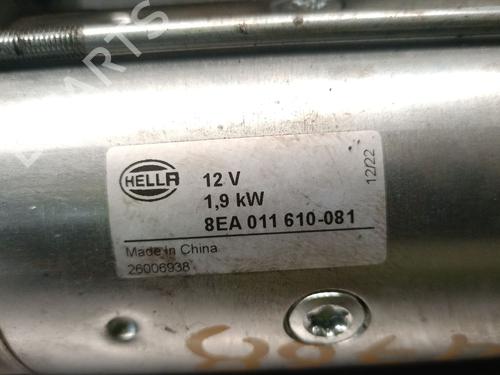 HELLA
12 V
1,9 kW
8EA 011 610-081
12/22
Made in China
26006938